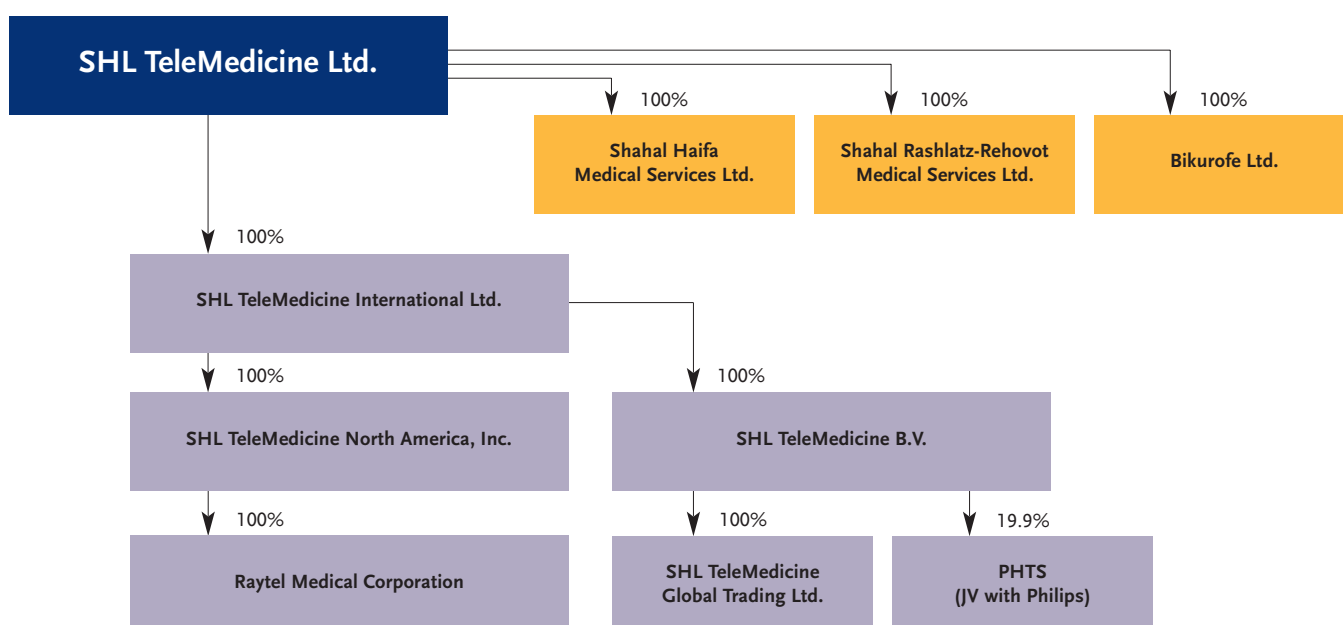 SHL TeleMedicine Ltd.
100%
100%
100%
Shahal Haifa
Medical Services Ltd.
Shahal Rashlatz-Rehovot
Medical Services Ltd.
Bikurofe Ltd.
100%
SHL TeleMedicine International Ltd.
100%
100%
SHL TeleMedicine North America, Inc.
SHL TeleMedicine B.V.
100%
100%
19.9%
Raytel Medical Corporation
SHL TeleMedicine
Global Trading Ltd.
PHTS
(JV with Philips)